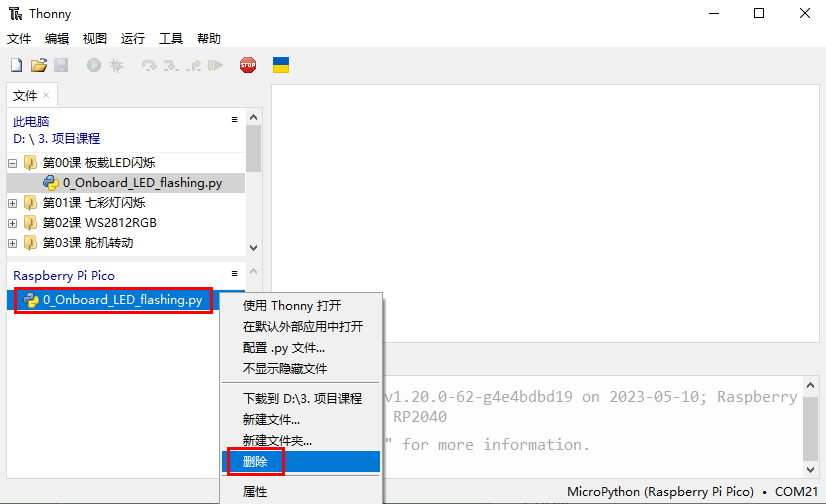 Thonny
文件 编辑 视图 运行 工具 帮助
STOP
文件
此电脑
D: \ 3. 项目课程
第00课 板载LED闪烁
0_Onboard_LED_flashing.py
第01课 七彩灯闪烁
第02课 WS2812RGB
第03课 舵机转动
Raspberry Pi Pico
0_Onboard_LED_flashing.py
使用 Thonny 打开
在默认外部应用中打开
配置 .py 文件...
不显示隐藏文件
下载到 D:\3. 项目课程
新建文件...
新建文件夹...
删除
属性
v1.20.0-62-g4e4bdbd19 on 2023-05-10; Raspberry
RP2040
" for more information.
MicroPython (Raspberry Pi Pico) • COM21